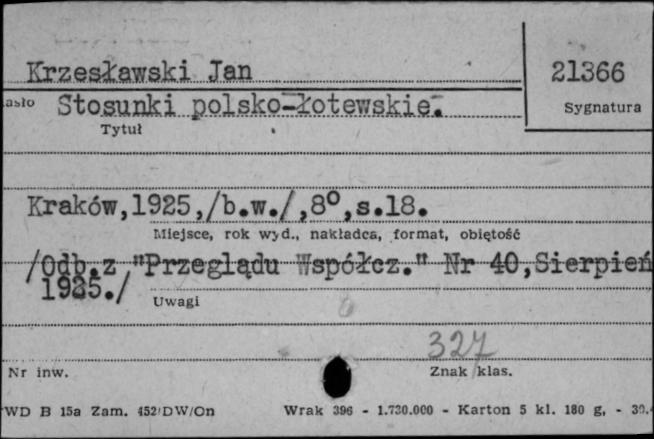 Krzesławski Jan
21366
asło Stosunki polsko-łotewskie.
Sygnatura
Tytuł
Kraków,1925,/b.w./,8°,s.18.
Miejsce, rok wyd., nakładca, format, objętość
/Odb.z "Przeglądu Współcz." Nr 40,Sierpień
1925./
Uwagi
327
Nr inw.
Znak klas.
WD B 15a Zam. 452/DW/On Wrak 396 - 1.730.000 - Karton 5 kl. 180 g, - 30.